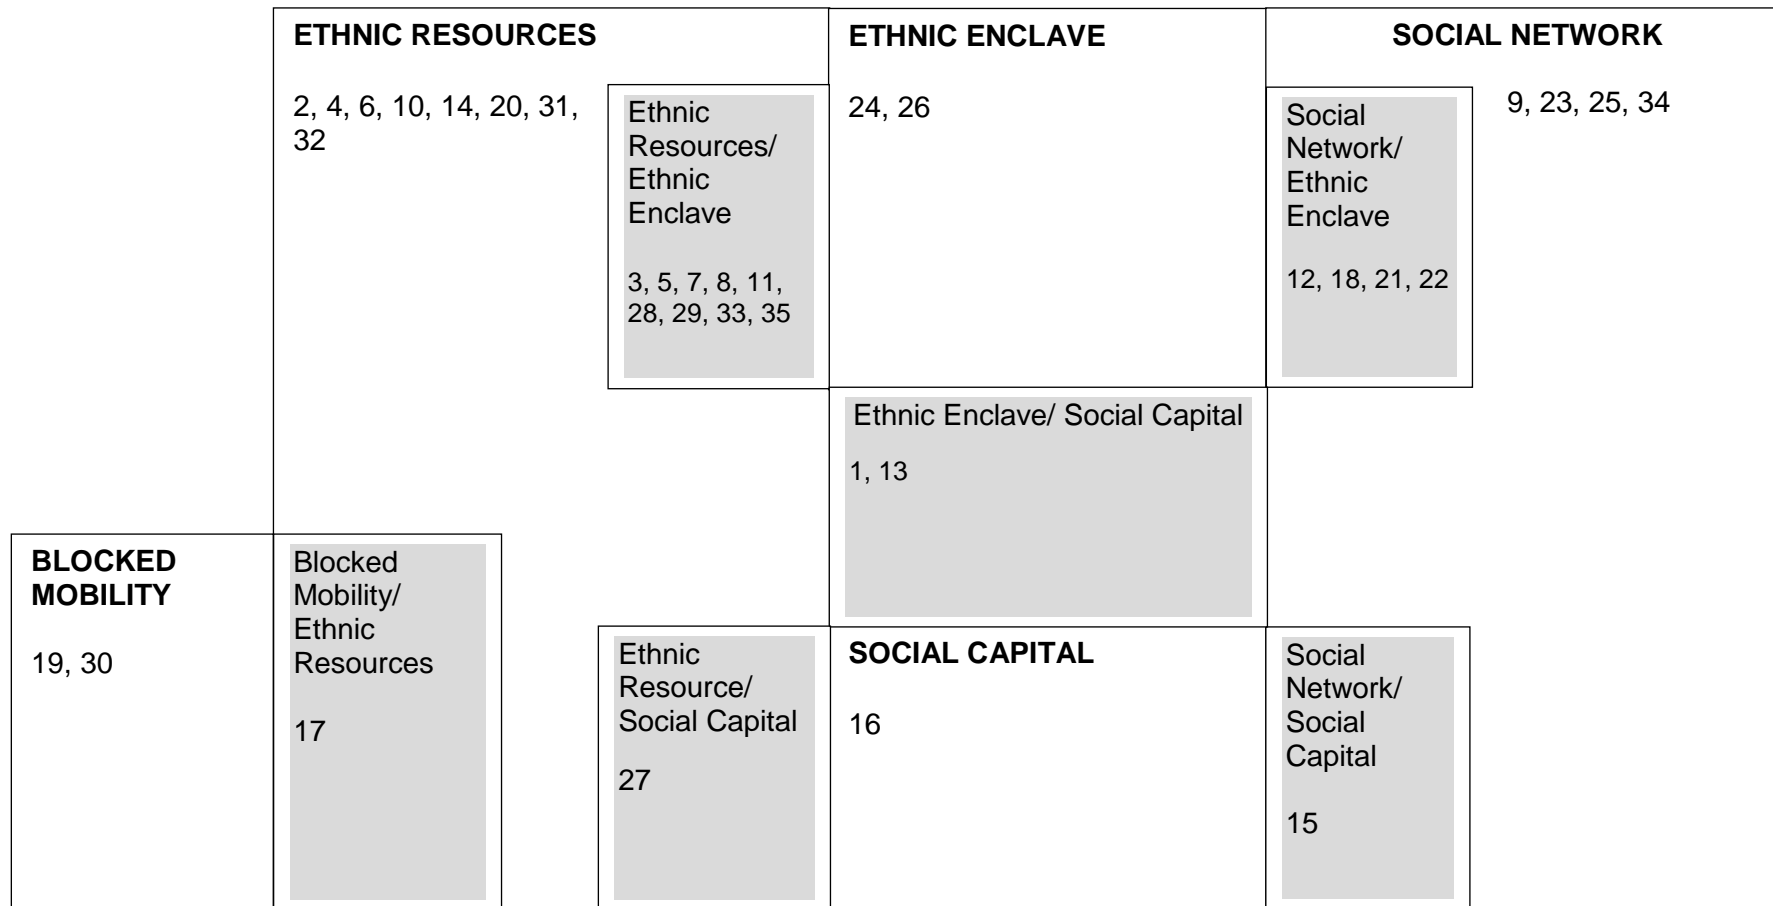 ETHNIC RESOURCES
2, 4, 6, 10, 14, 20, 31,
32
Ethnic
Resources/
Ethnic
Enclave
3, 5, 7, 8, 11,
28, 29, 33, 35
ETHNIC ENCLAVE
24, 26
SOCIAL NETWORK
9, 23, 25, 34
Social
Network/
Ethnic
Enclave
12, 18, 21, 22
Ethnic Enclave/ Social Capital
1, 13
BLOCKED
MOBILITY
19, 30
Blocked
Mobility/
Ethnic
Resources
17
Ethnic
Resource/
Social Capital
27
SOCIAL CAPITAL
16
Social
Network/
Social
Capital
15